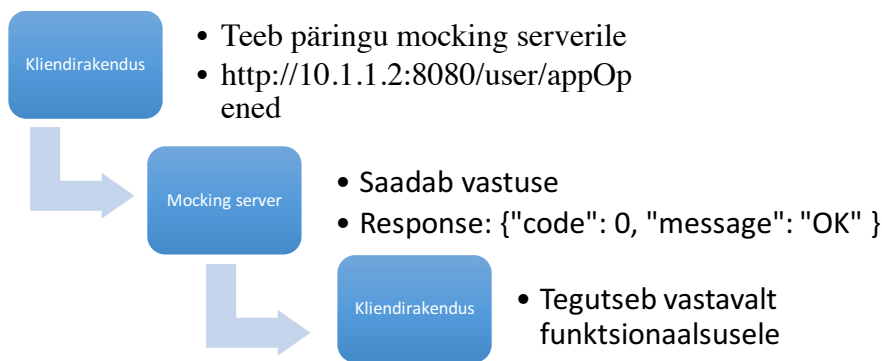 Kliendirakendus
• Teeb päringu mocking serverile
• http://10.1.1.2:8080/user/appOp
ened
Mocking server
• Saadab vastuse
• Response: {"code": 0, "message": "OK" }
Kliendirakendus
• Tegutseb vastavalt
funktsionaalsusele